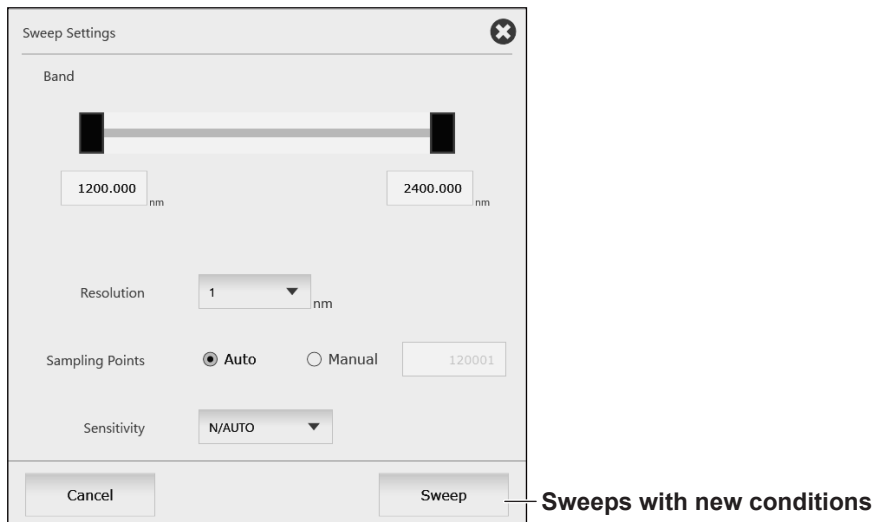 Sweep Settings
Band
1200.000 nm 2400.000 nm
Resolution 1 nm
Sampling Points Auto Manual 120001
Sensitivity N/AUTO
Cancel Sweep Sweeps with new conditions